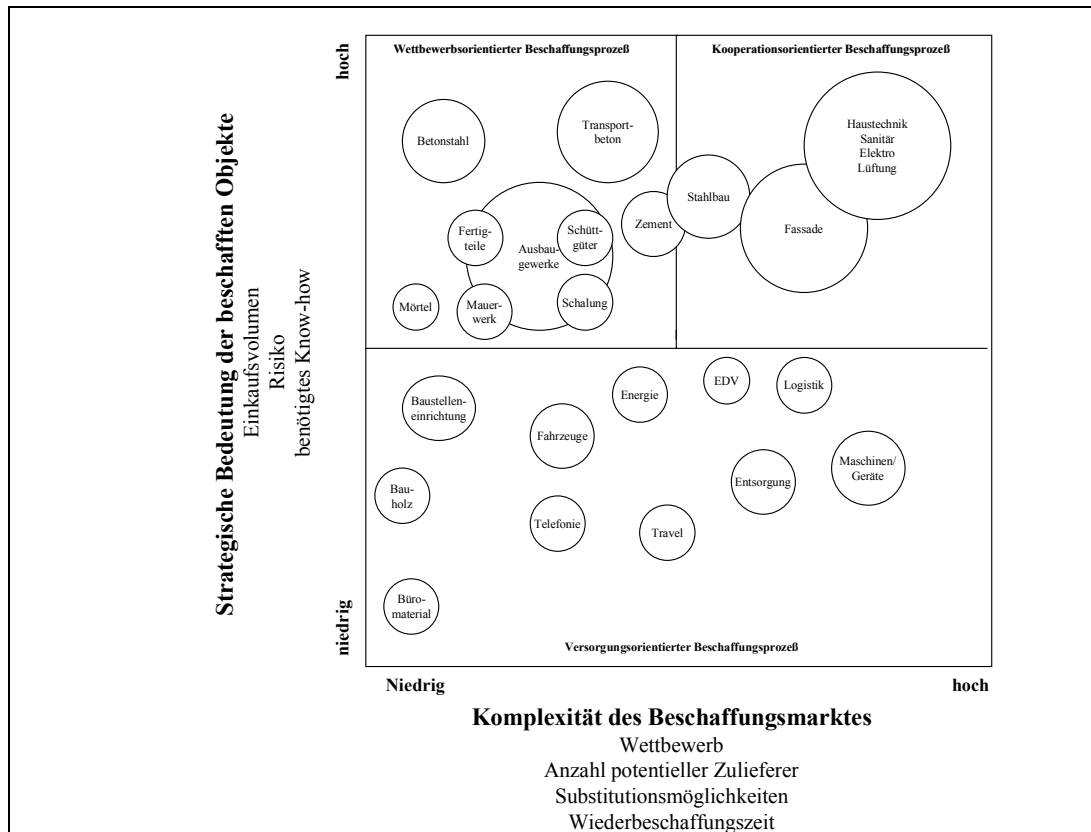 hoch
Wettbewerbsorientierter Beschaffungsprozeß
Kooperationsorientierter Beschaffungsprozeß
Betonstahl
Transport-
beton
Haustechnik
Sanitär
Elektro
Lüftung
Stahlbau
Zement
Fassade
Fertig-
teile
Ausbau-
gewerke
Schütt-
güter
Mörtel
Mauer-
werk
Schalung
Strategische Bedeutung der beschafften Objekte
Einkaufsvolumen
Risiko
benötigtes Know-how
Baustellen-
einrichtung
Energie
EDV
Logistik
Fahrzeuge
Maschinen/
Geräte
Bau-
holz
Entsorgung
Telefonie
Travel
Büro-
material
niedrig
Versorgungsorientierter Beschaffungsprozeß
Niedrig
hoch
Komplexität des Beschaffungsmarktes
Wettbewerb
Anzahl potentieller Zulieferer
Substitutionsmöglichkeiten
Wiederbeschaffungszeit